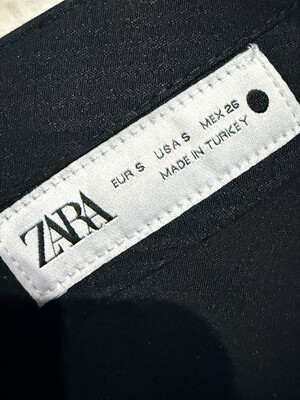 ZARA
EUR S USA S MEX 26
MADE IN TURKEY